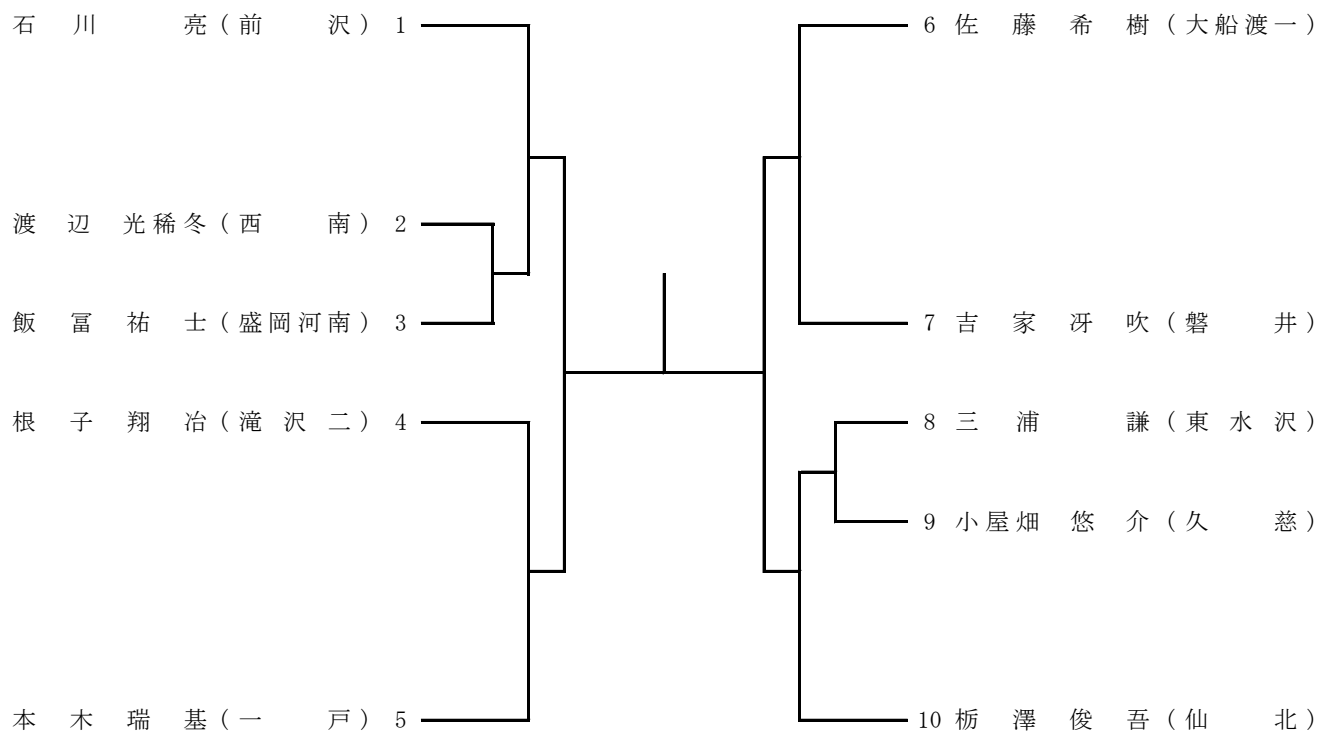 石川 亮(前 沢) 1
渡辺 光稀冬(西 南) 2
飯冨祐士(盛岡河南) 3
根子翔冶(滝沢二) 4
本木瑞基(一 戸) 5
6 佐藤希樹(大船渡一)
7 吉家冴吹(磐 井)
8 三浦 謙(東水沢)
9 小屋畑 悠介(久 慈)
10 栃澤俊吾(仙 北)